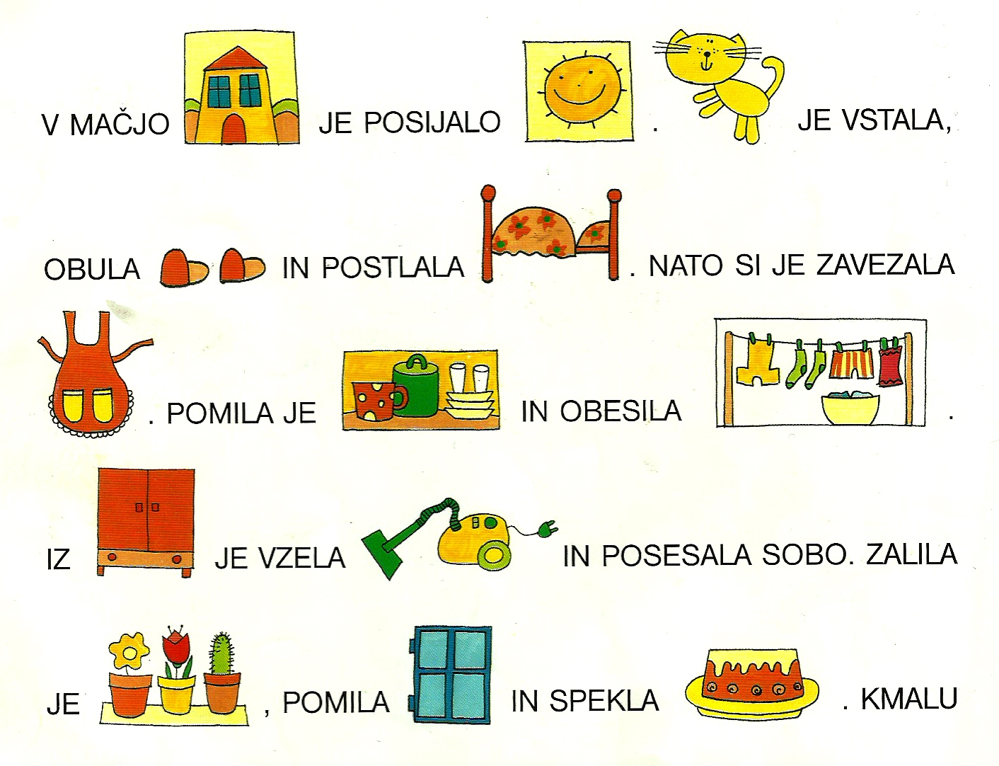 V MAČJO JE POSIJALO . JE VSTALA,
OBULA IN POSTLALA . NATO SI JE ZAVEZALA
. POMILA JE IN OBESILA .
IZ JE VZELA IN POSESALA SOBO. ZALILA
JE , POMILA IN SPEKLA . KMALU